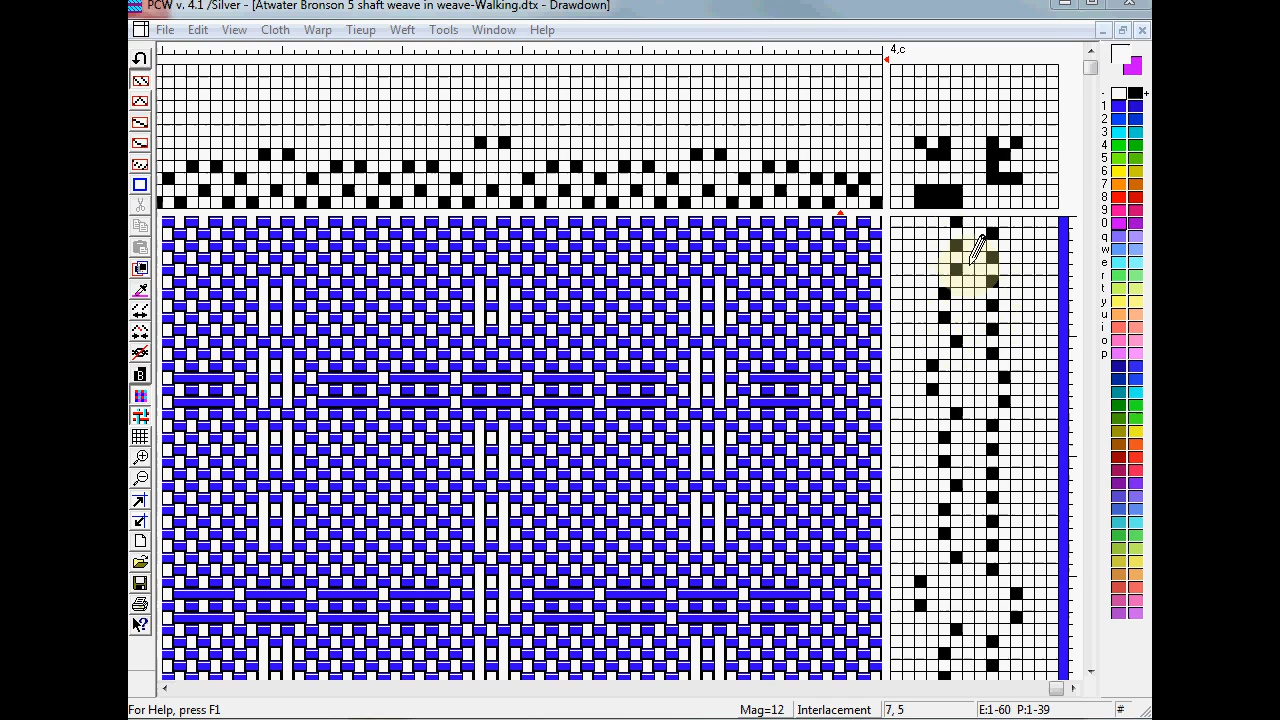 PCW v. 4.1 /Silver - [Atwater Bronson 5 shaft weave in weave-Walking.dtx - Drawdown]
File Edit View Cloth Warp Tieup Weft Tools Window Help
4,c
- +
1
2
3
4
5
6
7
8
9
0
q
w
e
r
t
y
u
i
o
p
B
For Help, press F1 Mag=12 Interlacement 7, 5 E:1-60 P:1-39 #